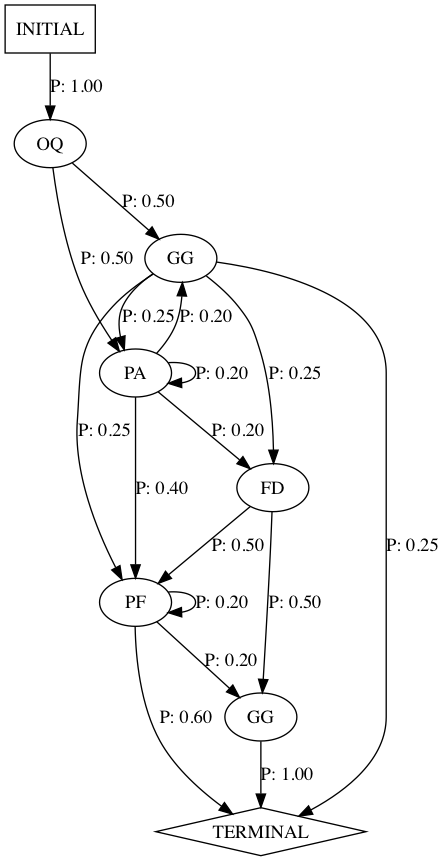 INITIAL
P: 1.00
OQ
P: 0.50
P: 0.50
GG
P: 0.25
P: 0.20
PA
P: 0.20
P: 0.25
P: 0.25
P: 0.20
P: 0.40
FD
P: 0.25
P: 0.50
PF
P: 0.20
P: 0.50
P: 0.20
GG
P: 0.60
P: 1.00
TERMINAL